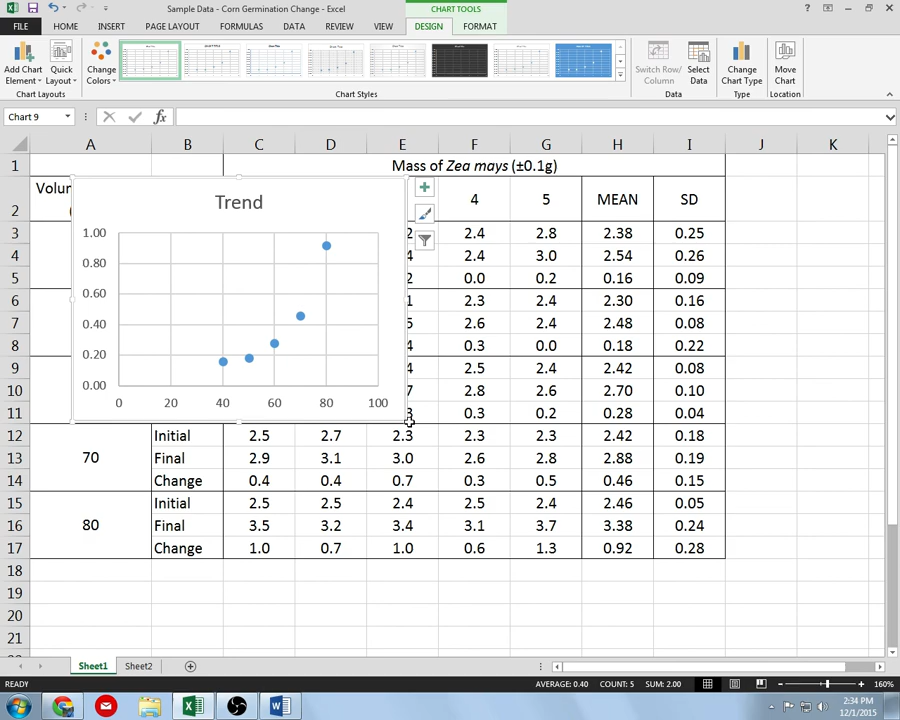 Sample Data - Corn Germination Change - Excel
CHART TOOLS
FILE HOME INSERT PAGE LAYOUT FORMULAS DATA REVIEW VIEW DESIGN FORMAT
Add Chart Element Quick Layout Change Colors Switch Row/Column Select Data Change Chart Type Move Chart
Chart Layouts Chart Styles Data Type Location
Chart 9 fx
A B C D E F G H I J K
1 Mass of Zea mays (±0.1g)
2 Volum 4 5 MEAN SD
3 2 2.4 2.8 2.38 0.25
4 4 2.4 3.0 2.54 0.26
5 2 0.0 0.2 0.16 0.09
6 1 2.3 2.4 2.30 0.16
7 5 2.6 2.4 2.48 0.08
8 4 0.3 0.0 0.18 0.22
9 4 2.5 2.4 2.42 0.08
10 7 2.8 2.6 2.70 0.10
11 3 0.3 0.2 0.28 0.04
Trend
1.00
0.80
0.60
0.40
0.20
0.00
0 20 40 60 80 100
12 Initial 2.5 2.7 2.3 2.3 2.3 2.42 0.18
13 70 Final 2.9 3.1 3.0 2.6 2.8 2.88 0.19
14 Change 0.4 0.4 0.7 0.3 0.5 0.46 0.15
15 Initial 2.5 2.5 2.4 2.5 2.4 2.46 0.05
16 80 Final 3.5 3.2 3.4 3.1 3.7 3.38 0.24
17 Change 1.0 0.7 1.0 0.6 1.3 0.92 0.28
18
19
20
21
Sheet1 Sheet2
READY AVERAGE: 0.40 COUNT: 5 SUM: 2.00 160%
2:34 PM
12/1/2015